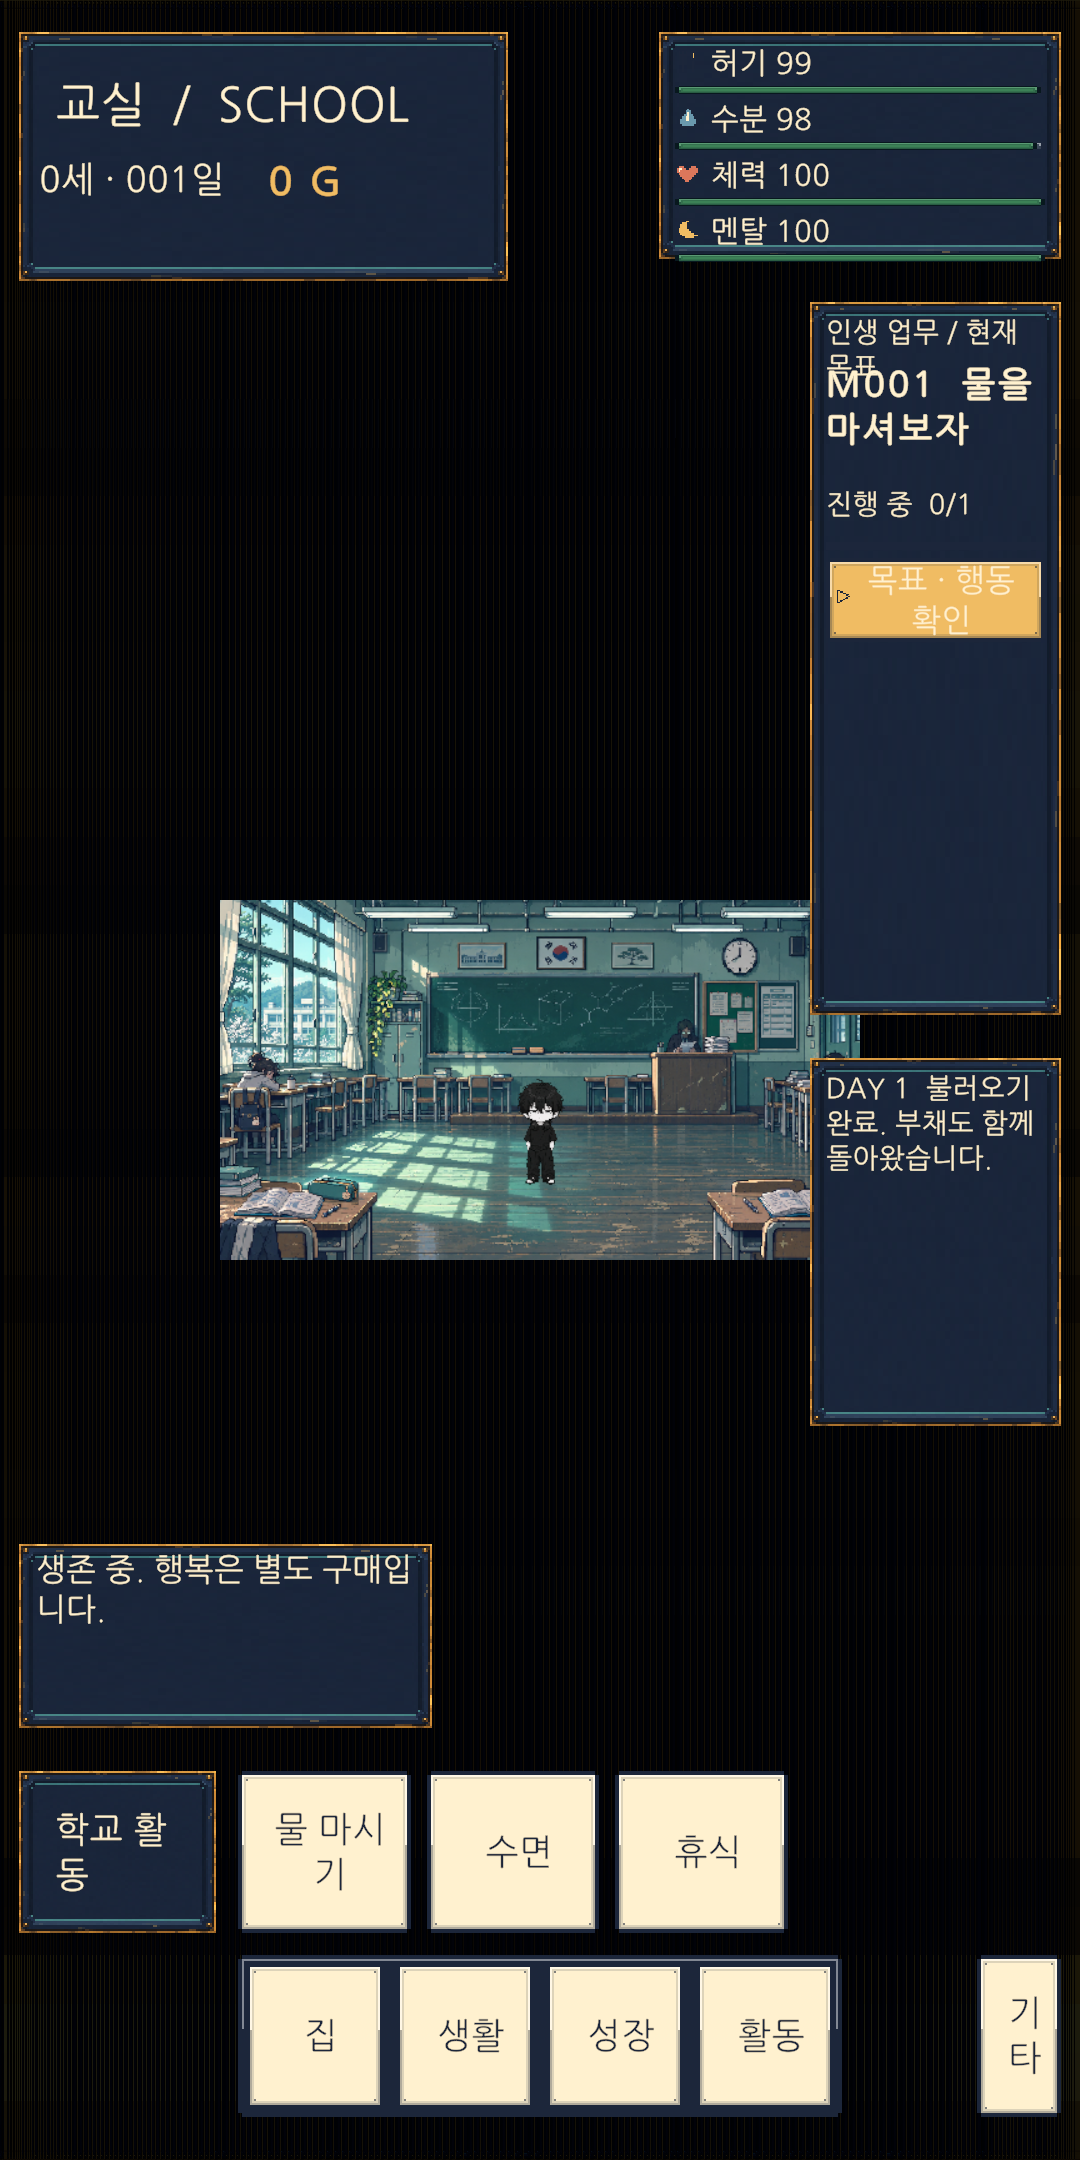 교실 / SCHOOL
0세 · 001일 0 G
허기 99
수분 98
체력 100
멘탈 100
인생 업무 / 현재
목표
M001 물을
마셔보자
진행 중 0/1
목표 · 행동
확인
DAY 1 불러오기
완료. 부채도 함께
돌아왔습니다.
생존 중. 행복은 별도 구매입
니다.
학교 활
동
물 마시
기
수면
휴식
집
생활
성장
활동
기
타